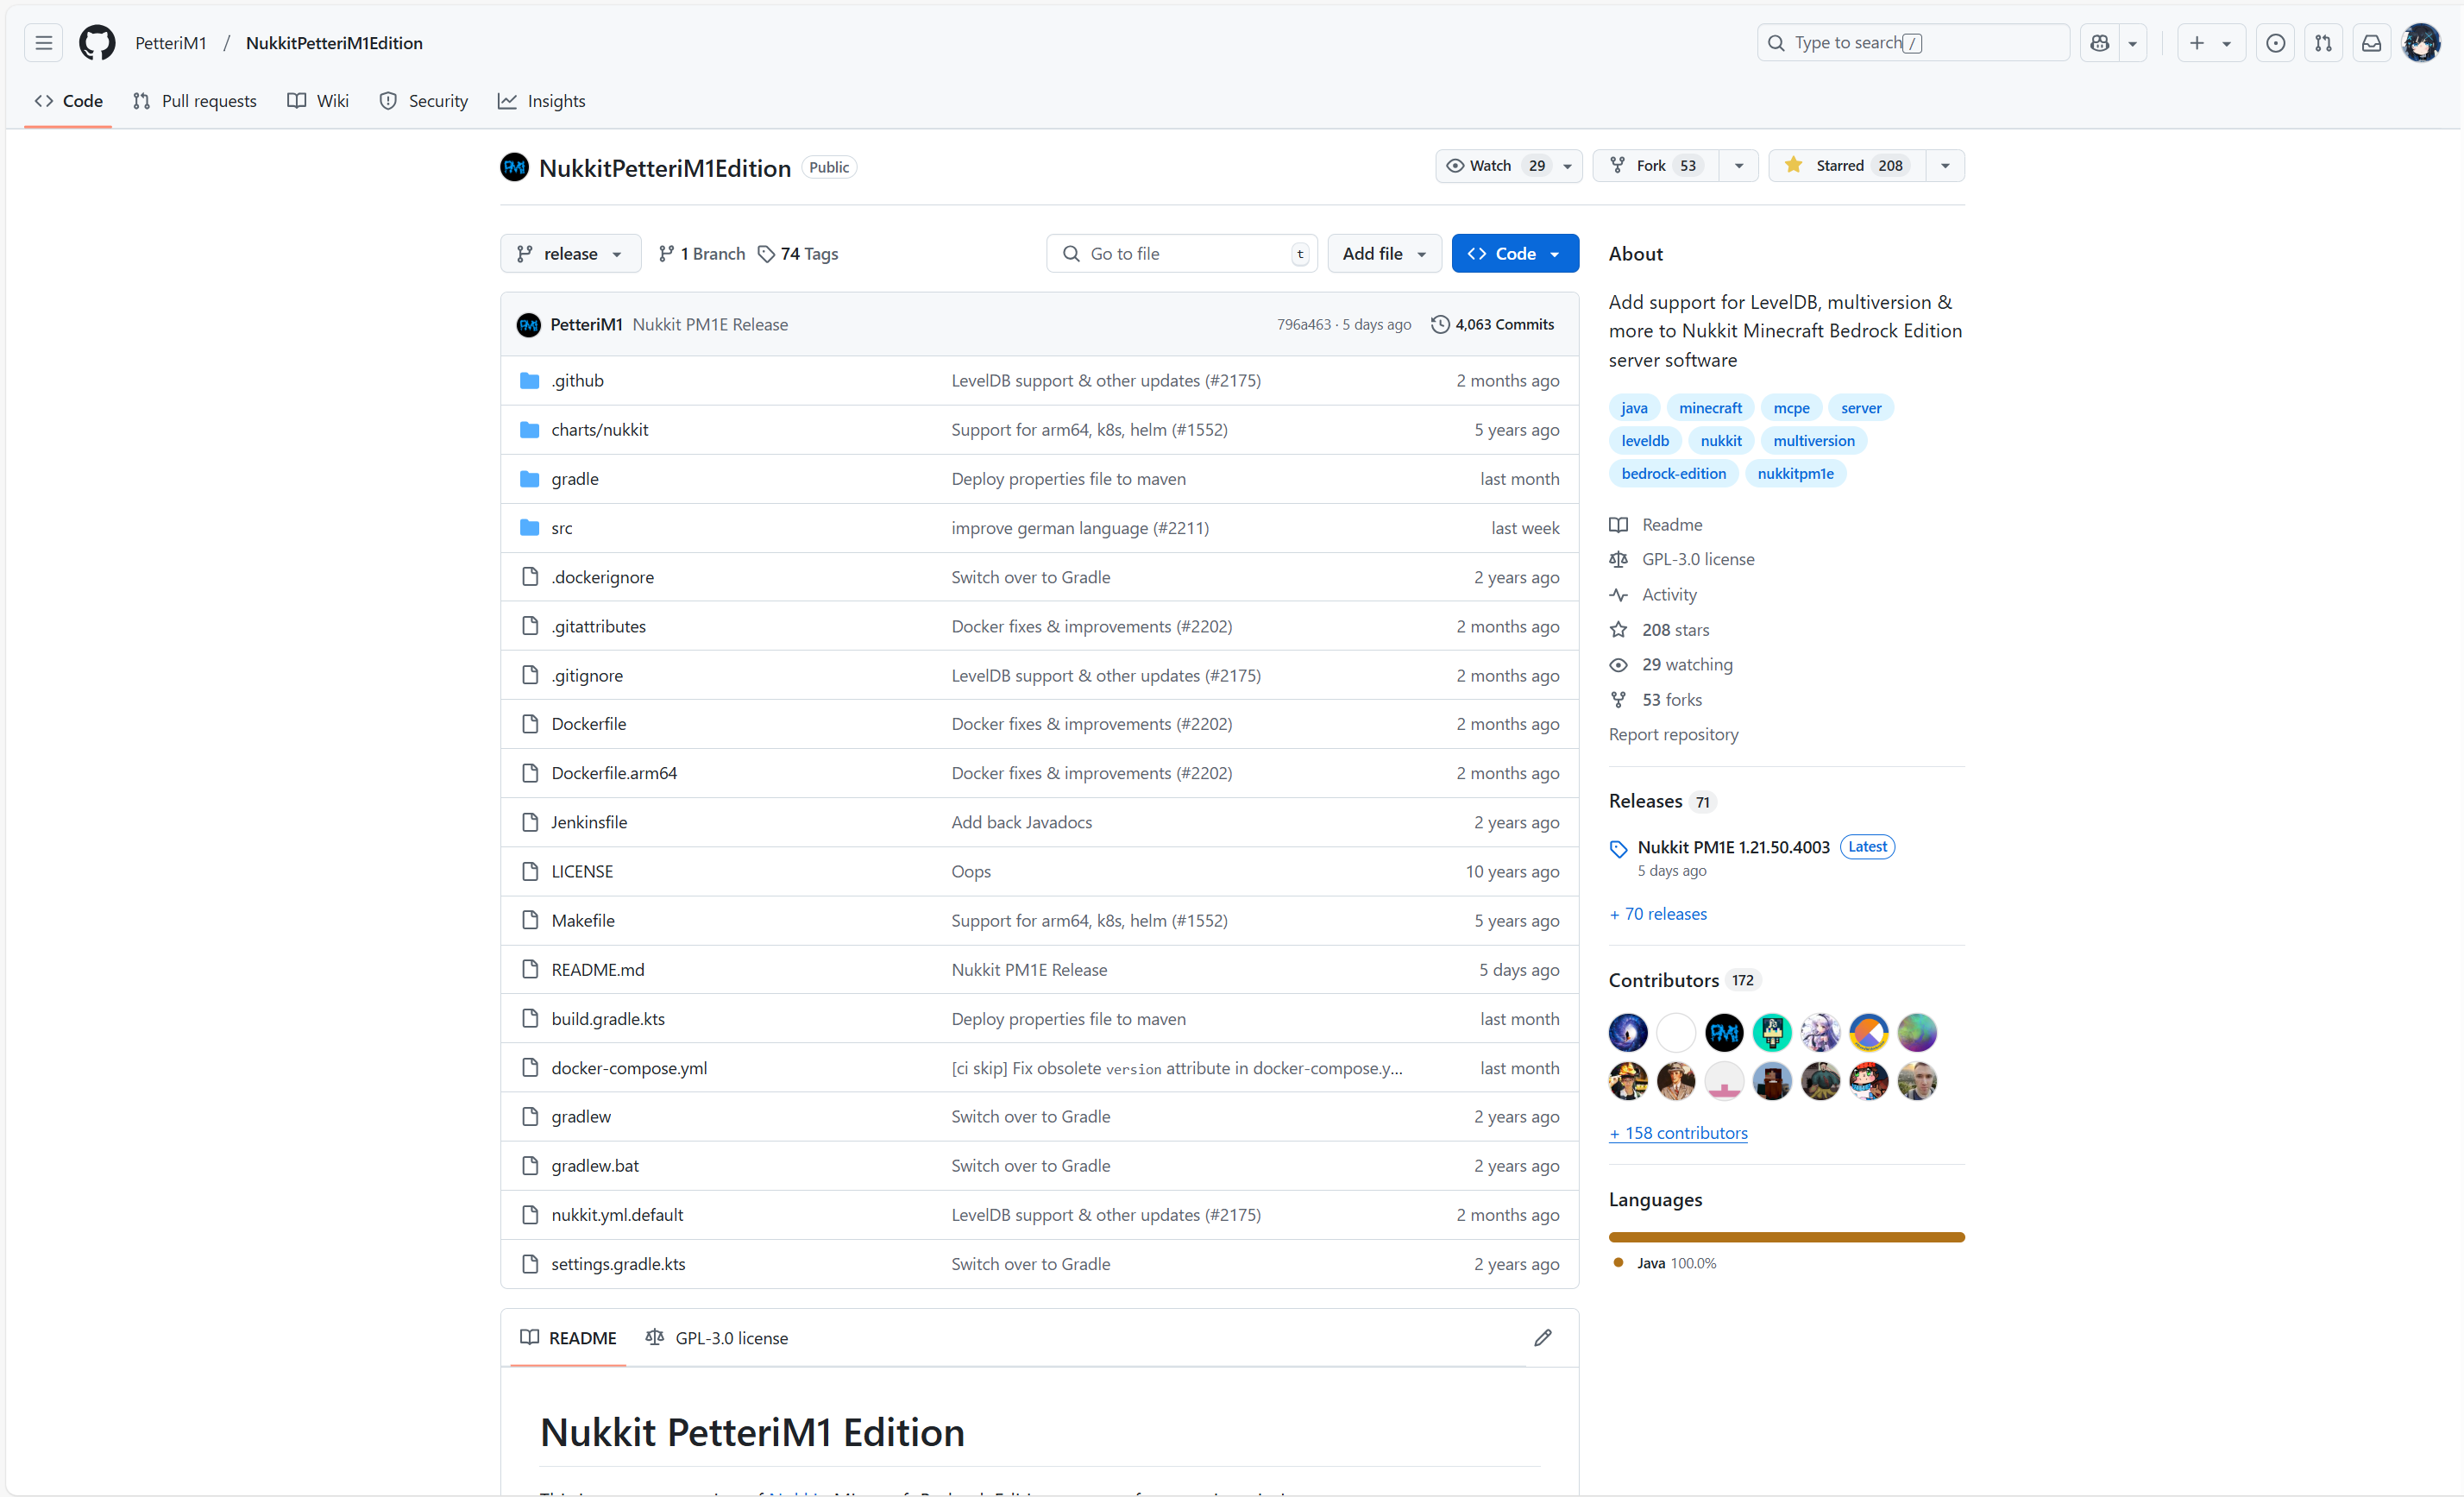 PetteriM1 / NukkitPetteriM1Edition
Type to search /
Code Pull requests Wiki Security Insights
NukkitPetteriM1Edition Public
Watch 29 Fork 53 Starred 208
release 1 Branch 74 Tags
Go to file t Add file Code
PetteriM1 Nukkit PM1E Release 796a463 · 5 days ago 4,063 Commits
.github LevelDB support & other updates (#2175) 2 months ago
charts/nukkit Support for arm64, k8s, helm (#1552) 5 years ago
gradle Deploy properties file to maven last month
src improve german language (#2211) last week
.dockerignore Switch over to Gradle 2 years ago
.gitattributes Docker fixes & improvements (#2202) 2 months ago
.gitignore LevelDB support & other updates (#2175) 2 months ago
Dockerfile Docker fixes & improvements (#2202) 2 months ago
Dockerfile.arm64 Docker fixes & improvements (#2202) 2 months ago
Jenkinsfile Add back Javadocs 2 years ago
LICENSE Oops 10 years ago
Makefile Support for arm64, k8s, helm (#1552) 5 years ago
README.md Nukkit PM1E Release 5 days ago
build.gradle.kts Deploy properties file to maven last month
docker-compose.yml [ci skip] Fix obsolete version attribute in docker-compose.y... last month
gradlew Switch over to Gradle 2 years ago
gradlew.bat Switch over to Gradle 2 years ago
nukkit.yml.default LevelDB support & other updates (#2175) 2 months ago
settings.gradle.kts Switch over to Gradle 2 years ago
README GPL-3.0 license
Nukkit PetteriM1 Edition
About
Add support for LevelDB, multiversion &
more to Nukkit Minecraft Bedrock Edition
server software
java minecraft mcpe server
leveldb nukkit multiversion
bedrock-edition nukkitpm1e
Readme
GPL-3.0 license
Activity
208 stars
29 watching
53 forks
Report repository
Releases 71
Nukkit PM1E 1.21.50.4003 Latest
5 days ago
+ 70 releases
Contributors 172
+ 158 contributors
Languages
Java 100.0%